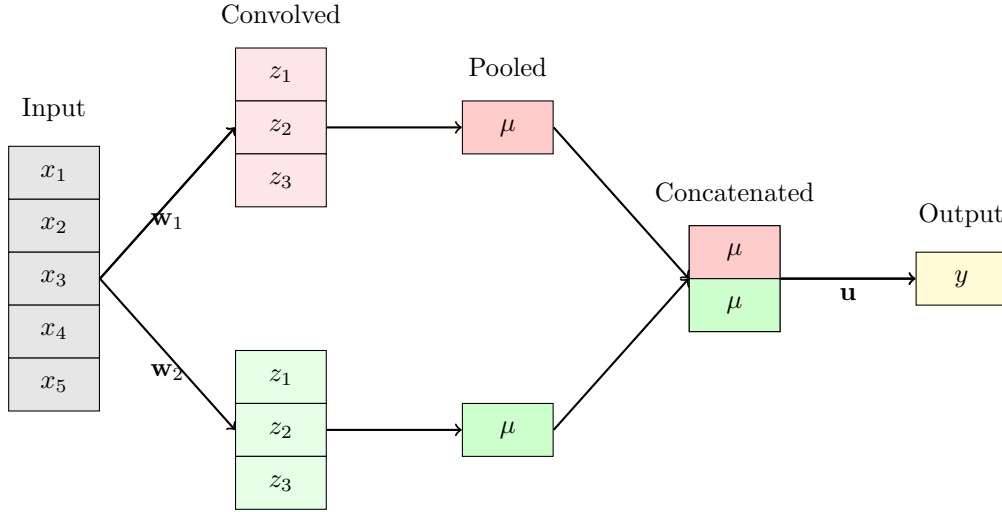 Input
x₁
x₂
x₃
x₄
x₅
w₁
w₂
Convolved
z₁
z₂
z₃
z₁
z₂
z₃
Pooled
μ
μ
Concatenated
μ
μ
u
Output
y